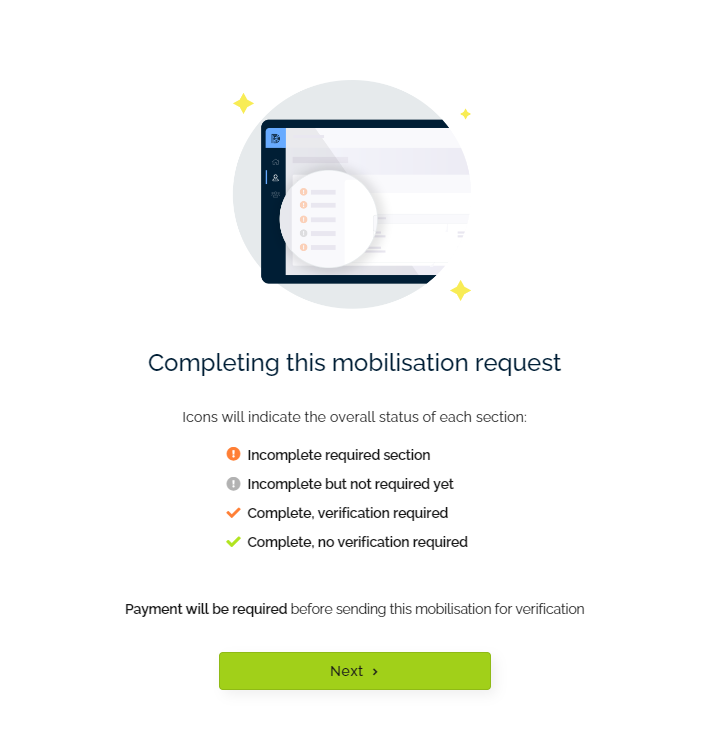 Completing this mobilisation request
Icons will indicate the overall status of each section:
Incomplete required section
Incomplete but not required yet
Complete, verification required
Complete, no verification required
Payment will be required before sending this mobilisation for verification
Next